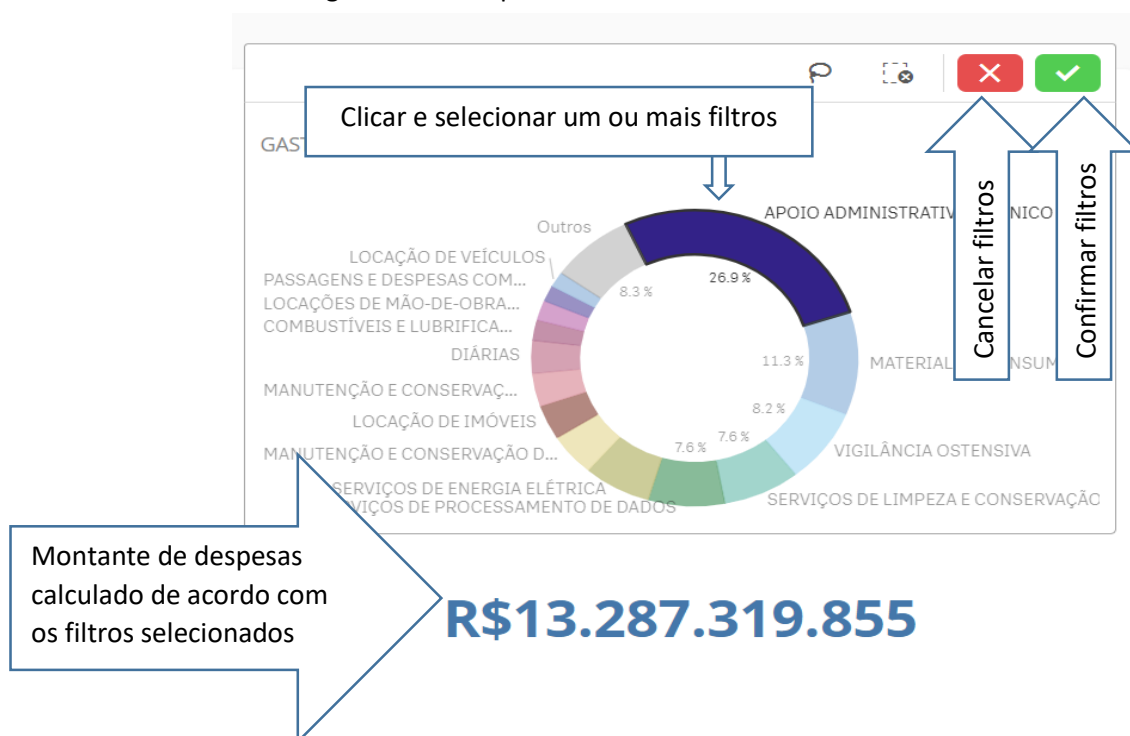 Clicar e selecionar um ou mais filtros
GAS
Cancelar filtros
Confirmar filtros
APOIO ADMINISTRATIV NICO
Outros
LOCAÇÃO DE VEÍCULOS
PASSAGENS E DESPESAS COM...
26.9 %
8.3 %
LOCAÇÕES DE MÃO-DE-OBRA...
COMBUSTÍVEIS E LUBRIFICA...
DIÁRIAS
11.3 %
MATERIAL NSUM
MANUTENÇÃO E CONSERVAÇ...
8.2 %
LOCAÇÃO DE IMÓVEIS
7.6 %
7.6 %
VIGILÂNCIA OSTENSIVA
MANUTENÇÃO E CONSERVAÇÃO D...
SERVIÇOS DE ENERGIA ELÉTRICA
VIÇOS DE PROCESSAMENTO DE DADOS
SERVIÇOS DE LIMPEZA E CONSERVAÇÃO
Montante de despesas
calculado de acordo com
os filtros selecionados
R$13.287.319.855